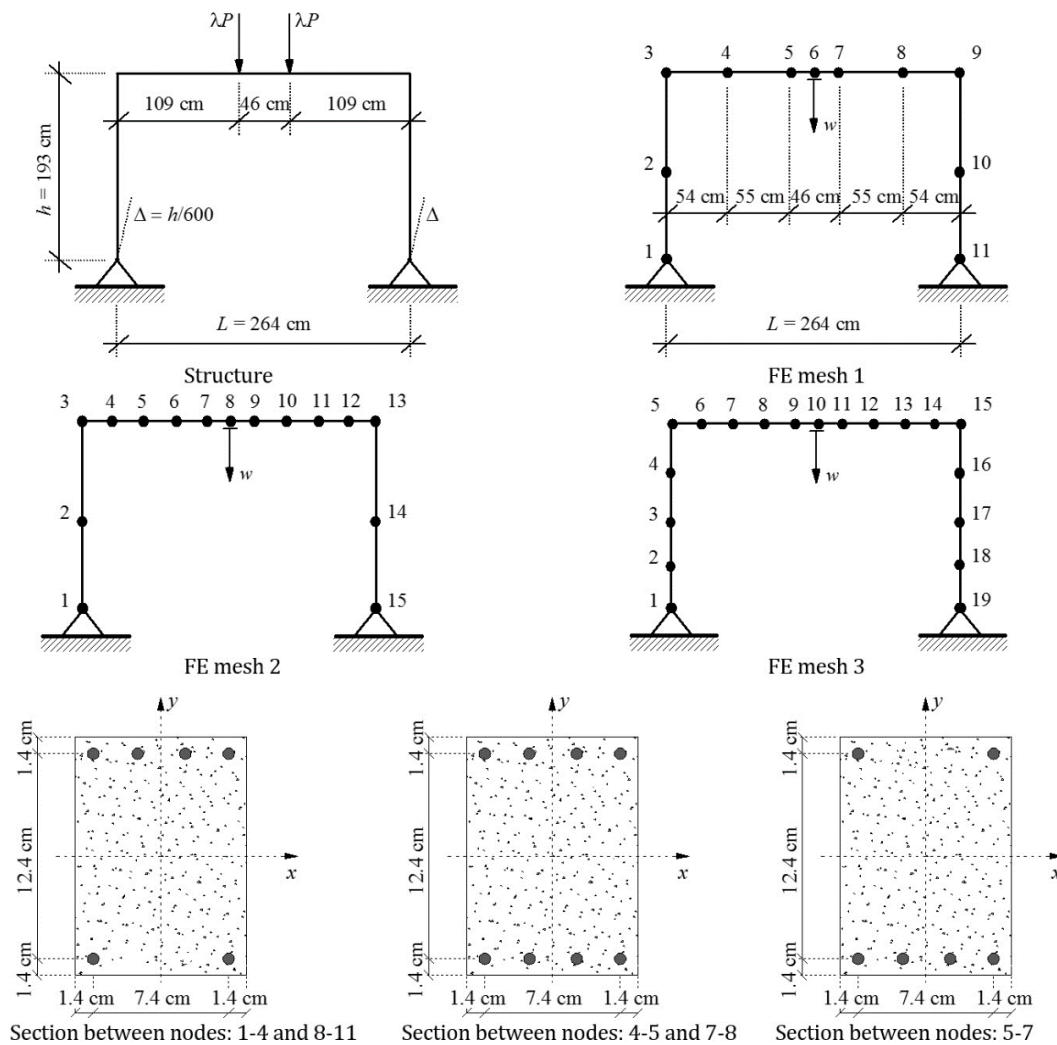 λP λP
109 cm 46 cm 109 cm
h = 193 cm
Δ = h/600 Δ
L = 264 cm
Structure
3 4 5 6 7 8 9
w
2 10
54 cm 55 cm 46 cm 55 cm 54 cm
1 11
L = 264 cm
FE mesh 1
3 4 5 6 7 8 9 10 11 12 13
w
2 14
1 15
FE mesh 2
5 6 7 8 9 10 11 12 13 14 15
w
4 16
3 17
2 18
1 19
FE mesh 3
y
1.4 cm
12.4 cm
x
1.4 cm
1.4 cm 7.4 cm 1.4 cm
Section between nodes: 1-4 and 8-11
y
1.4 cm
12.4 cm
x
1.4 cm
1.4 cm 7.4 cm 1.4 cm
Section between nodes: 4-5 and 7-8
y
1.4 cm
12.4 cm
x
1.4 cm
1.4 cm 7.4 cm 1.4 cm
Section between nodes: 5-7